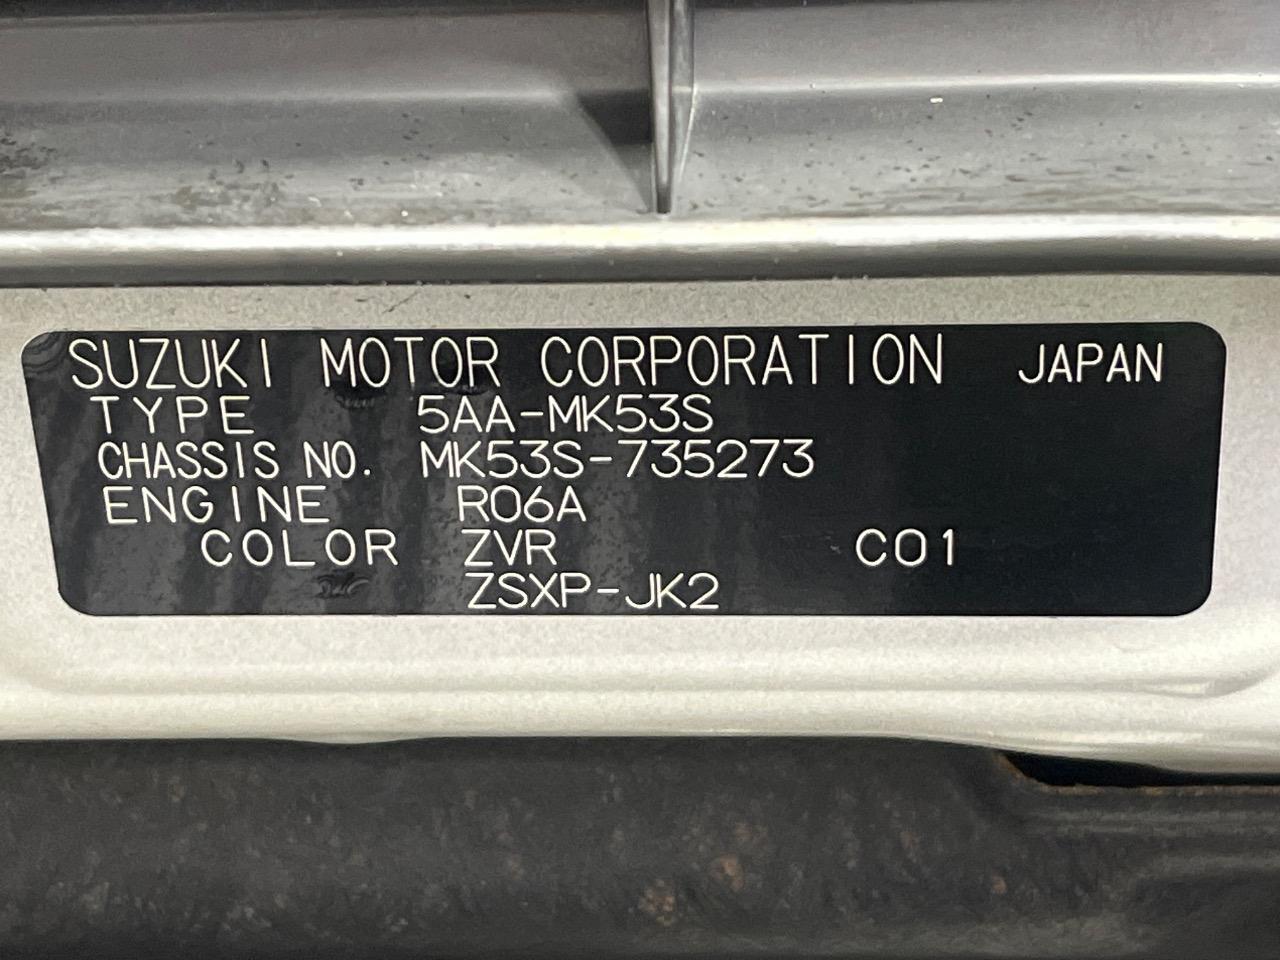 SUZUKI MOTOR CORPORATION JAPAN
TYPE 5AA-MK53S
CHASSIS NO. MK53S-735273
ENGINE R06A
COLOR ZVR C01
ZSXP-JK2